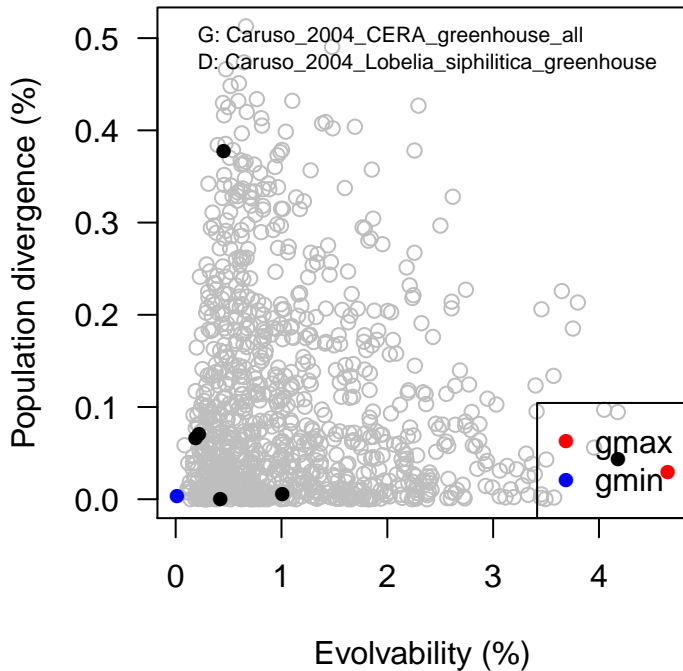 G: Caruso_2004_CERA_greenhouse_all
D: Caruso_2004_Lobelia_siphilitica_greenhouse
Population divergence (%)
0.5
0.4
0.3
0.2
0.1
0.0
gmax
gmin
0 1 2 3 4
Evolvability (%)